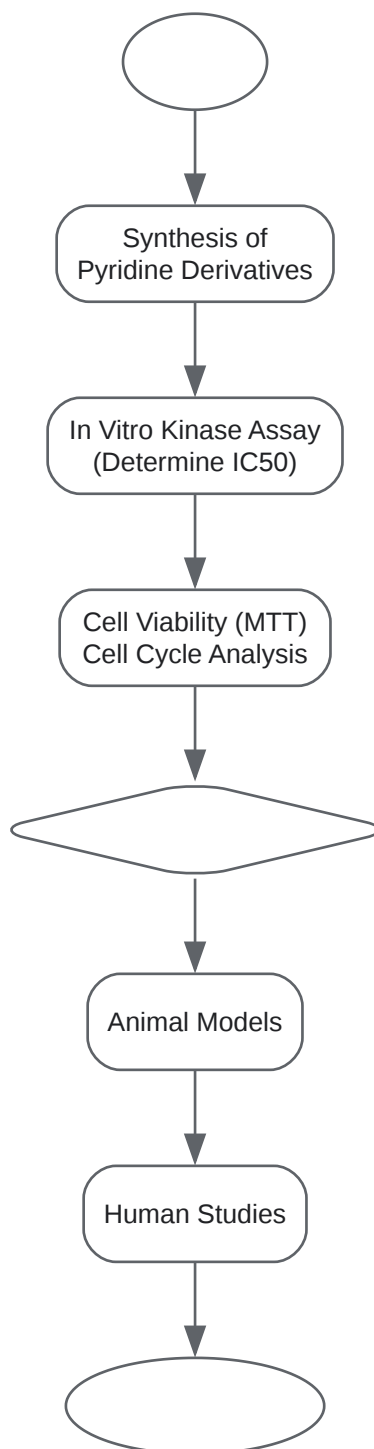 Synthesis of
Pyridine Derivatives
In Vitro Kinase Assay
(Determine IC50)
Cell Viability (MTT)
Cell Cycle Analysis
Animal Models
Human Studies